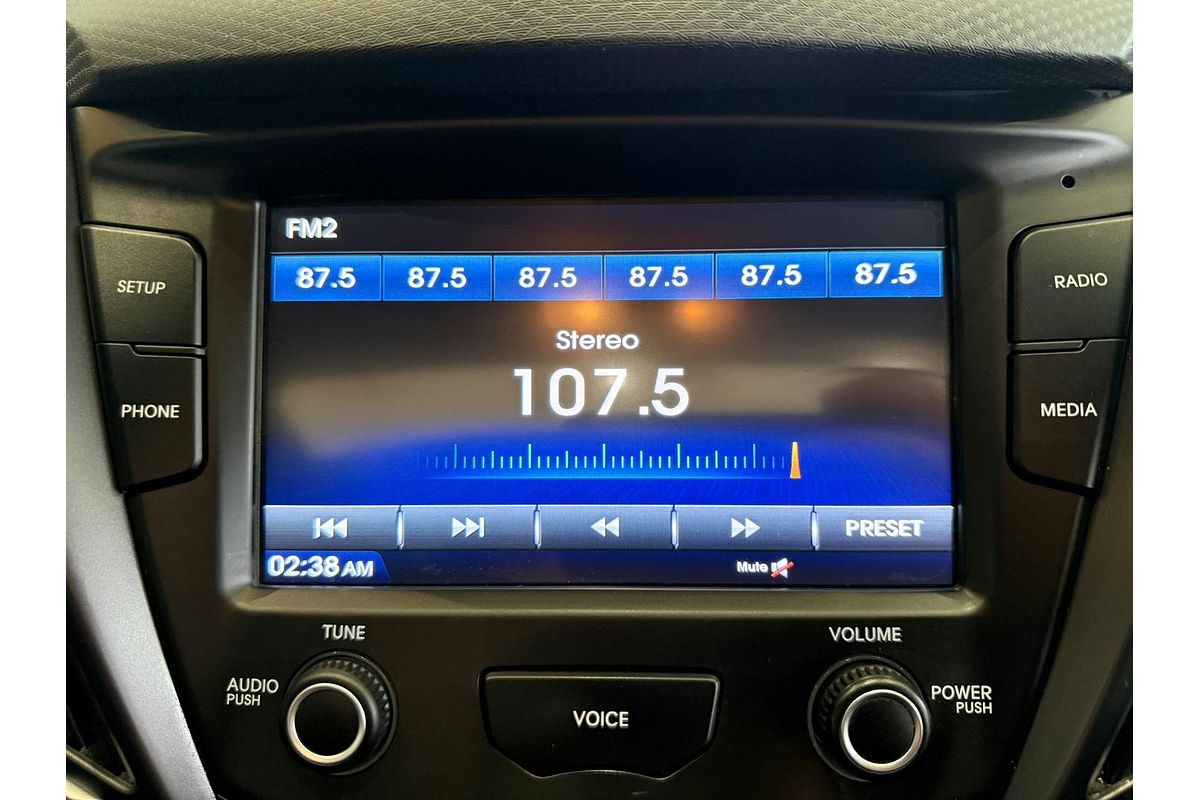 FM2
87.5 87.5 87.5 87.5 87.5 87.5
SETUP
RADIO
Stereo
107.5
PHONE
MEDIA
PRESET
02:38 AM
Mute
TUNE
VOLUME
AUDIO
PUSH
VOICE
POWER
PUSH